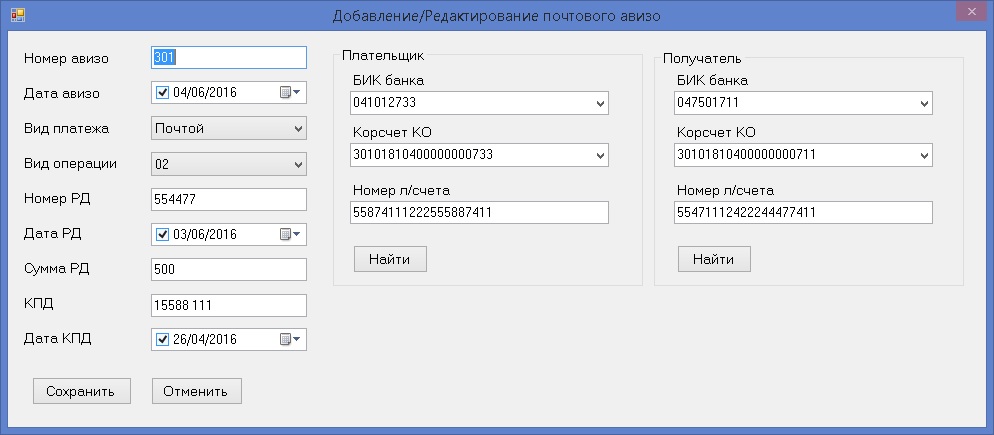 Добавление/Редактирование почтового авизо
Номер авизо 301
Дата авизо 04/06/2016
Вид платежа Почтой
Вид операции 02
Номер РД 554477
Дата РД 03/06/2016
Сумма РД 500
КПД 15588 111
Дата КПД 26/04/2016
Сохранить Отменить
Плательщик
БИК банка
041012733
Корсчет КО
30101810400000000733
Номер л/счета
55874111222555887411
Найти
Получатель
БИК банка
047501711
Корсчет КО
30101810400000000711
Номер л/счета
55471112422244477411
Найти